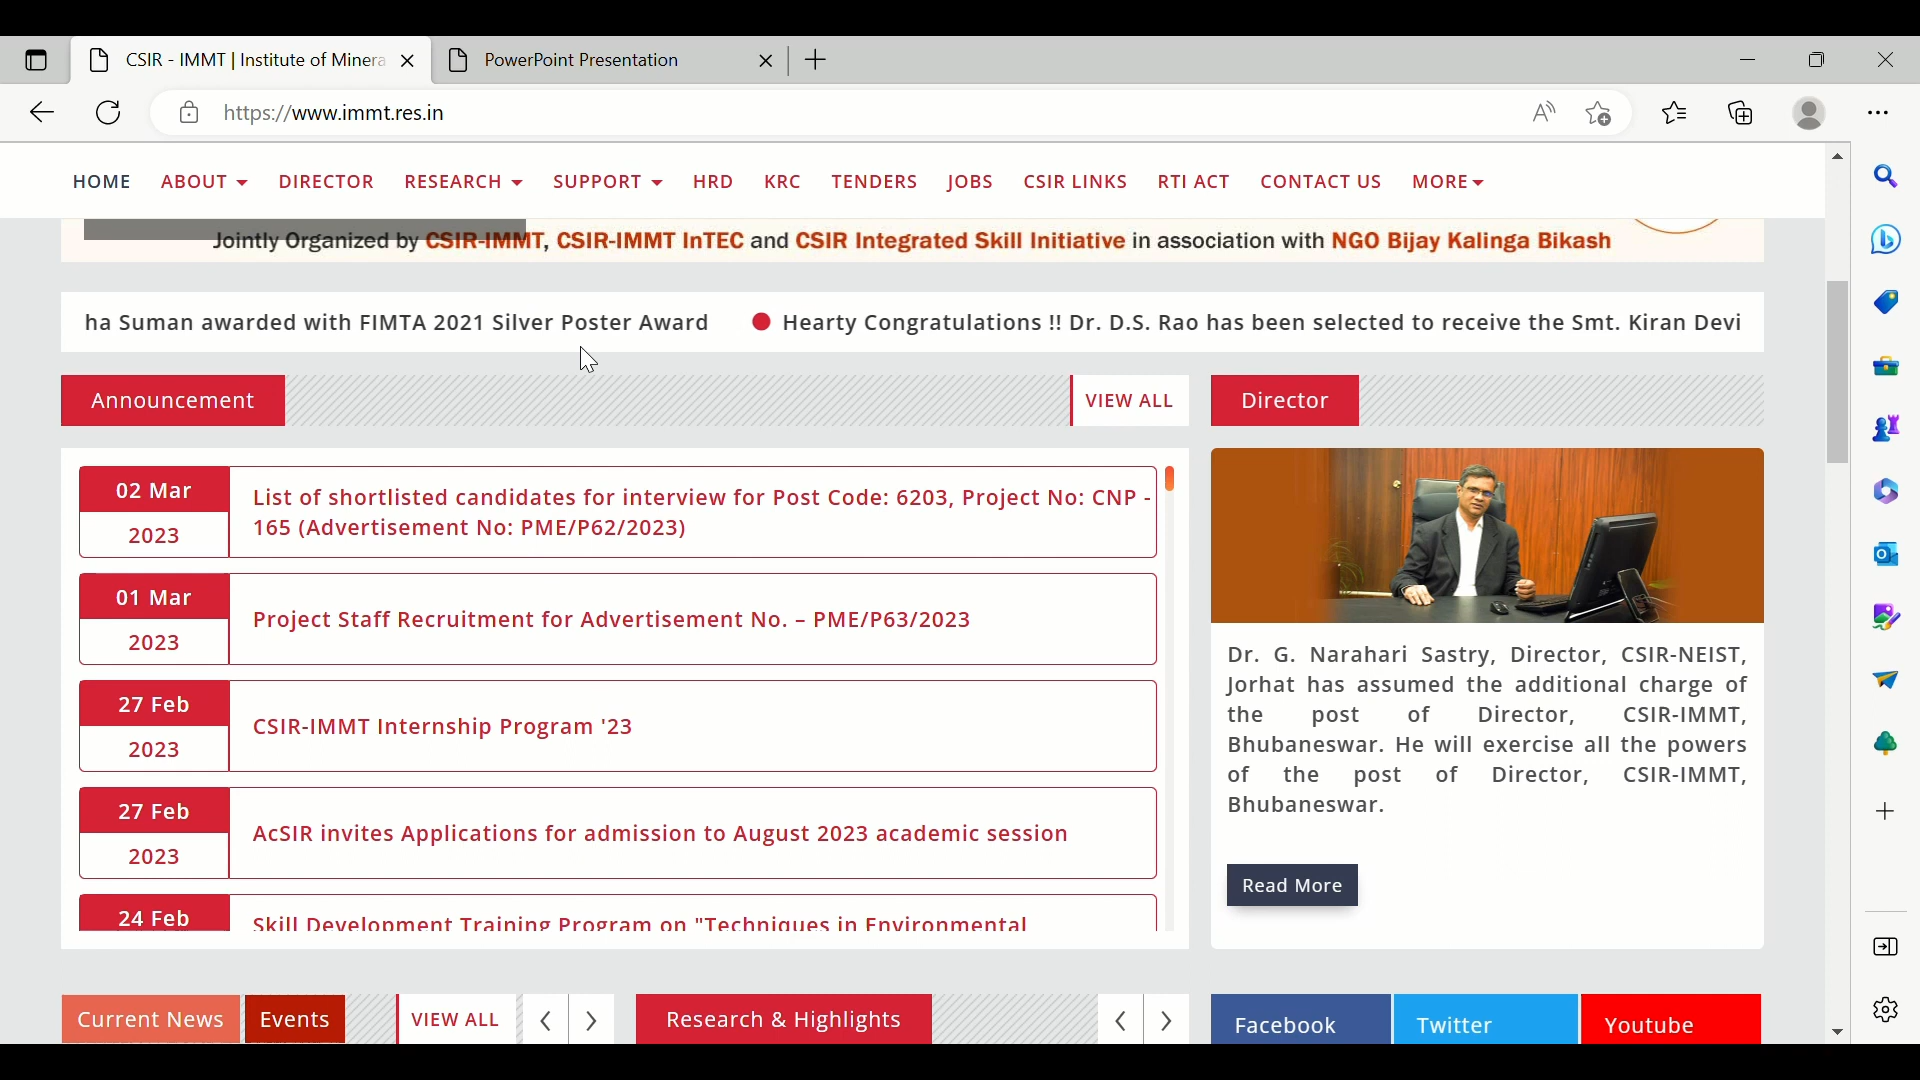 CSIR - IMMT | Institute of Minera
PowerPoint Presentation
https://www.immt.res.in
HOME ABOUT DIRECTOR RESEARCH SUPPORT HRD KRC TENDERS JOBS CSIR LINKS RTI ACT CONTACT US MORE
Jointly Organized by CSIR-IMMT, CSIR-IMMT InTEC and CSIR Integrated Skill Initiative in association with NGO Bijay Kalinga Bikash
ha Suman awarded with FIMTA 2021 Silver Poster Award
Hearty Congratulations !! Dr. D.S. Rao has been selected to receive the Smt. Kiran Devi
Announcement
VIEW ALL
02 Mar
2023
List of shortlisted candidates for interview for Post Code: 6203, Project No: CNP -
165 (Advertisement No: PME/P62/2023)
01 Mar
2023
Project Staff Recruitment for Advertisement No. – PME/P63/2023
27 Feb
2023
CSIR-IMMT Internship Program '23
27 Feb
2023
AcSIR invites Applications for admission to August 2023 academic session
24 Feb
Skill Development Training Program on "Techniques in Environmental
Director
Dr. G. Narahari Sastry, Director, CSIR-NEIST,
Jorhat has assumed the additional charge of
the post of Director, CSIR-IMMT,
Bhubaneswar. He will exercise all the powers
of the post of Director, CSIR-IMMT,
Bhubaneswar.
Read More
Current News
Events
VIEW ALL
Research & Highlights
Facebook
Twitter
Youtube